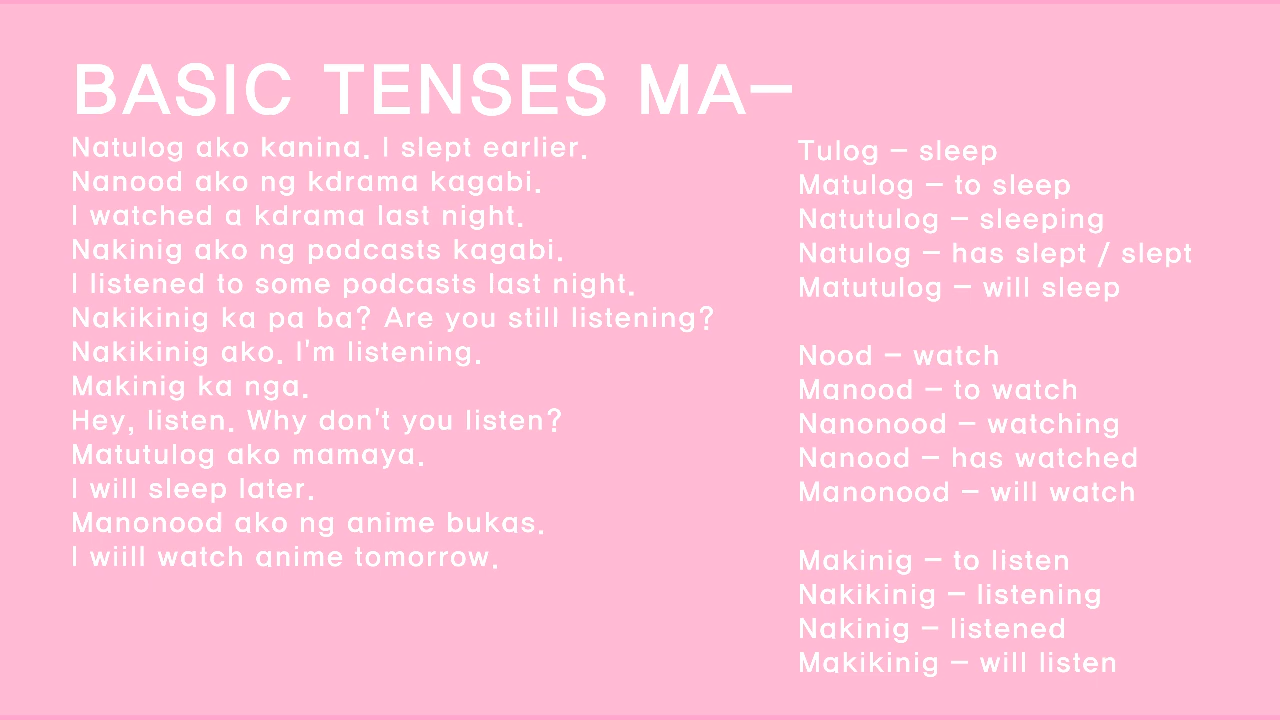 BASIC TENSES MA-
Natulog ako kanina. I slept earlier.
Nanood ako ng kdrama kagabi.
I watched a kdrama last night.
Nakinig ako ng podcasts kagabi.
I listened to some podcasts last night.
Nakikinig ka pa ba? Are you still listening?
Nakikinig ako. I'm listening.
Makinig ka nga.
Hey, listen. Why don't you listen?
Matutulog ako mamaya.
I will sleep later.
Manonood ako ng anime bukas.
I wiill watch anime tomorrow.
Tulog - sleep
Matulog - to sleep
Natutulog - sleeping
Natulog - has slept / slept
Matutulog - will sleep
Nood - watch
Manood - to watch
Nanonood - watching
Nanood - has watched
Manonood - will watch
Makinig - to listen
Nakikinig - listening
Nakinig - listened
Makikinig - will listen